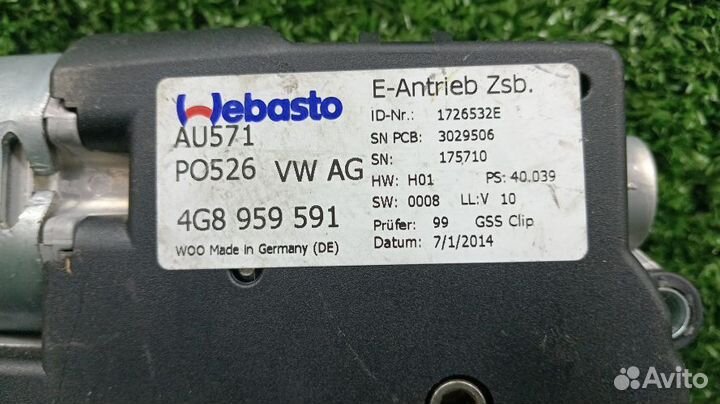 Webasto
AU571
PO526 VW AG
4G8 959 591
WOO Made in Germany (DE)
E-Antrieb Zsb.
ID-Nr.: 1726532E
SN PCB: 3029506
SN: 175710
HW: H01 PS: 40.039
SW: 0008 LL:V 10
Prüfer: 99 GSS Clip
Datum: 7/1/2014
Avito